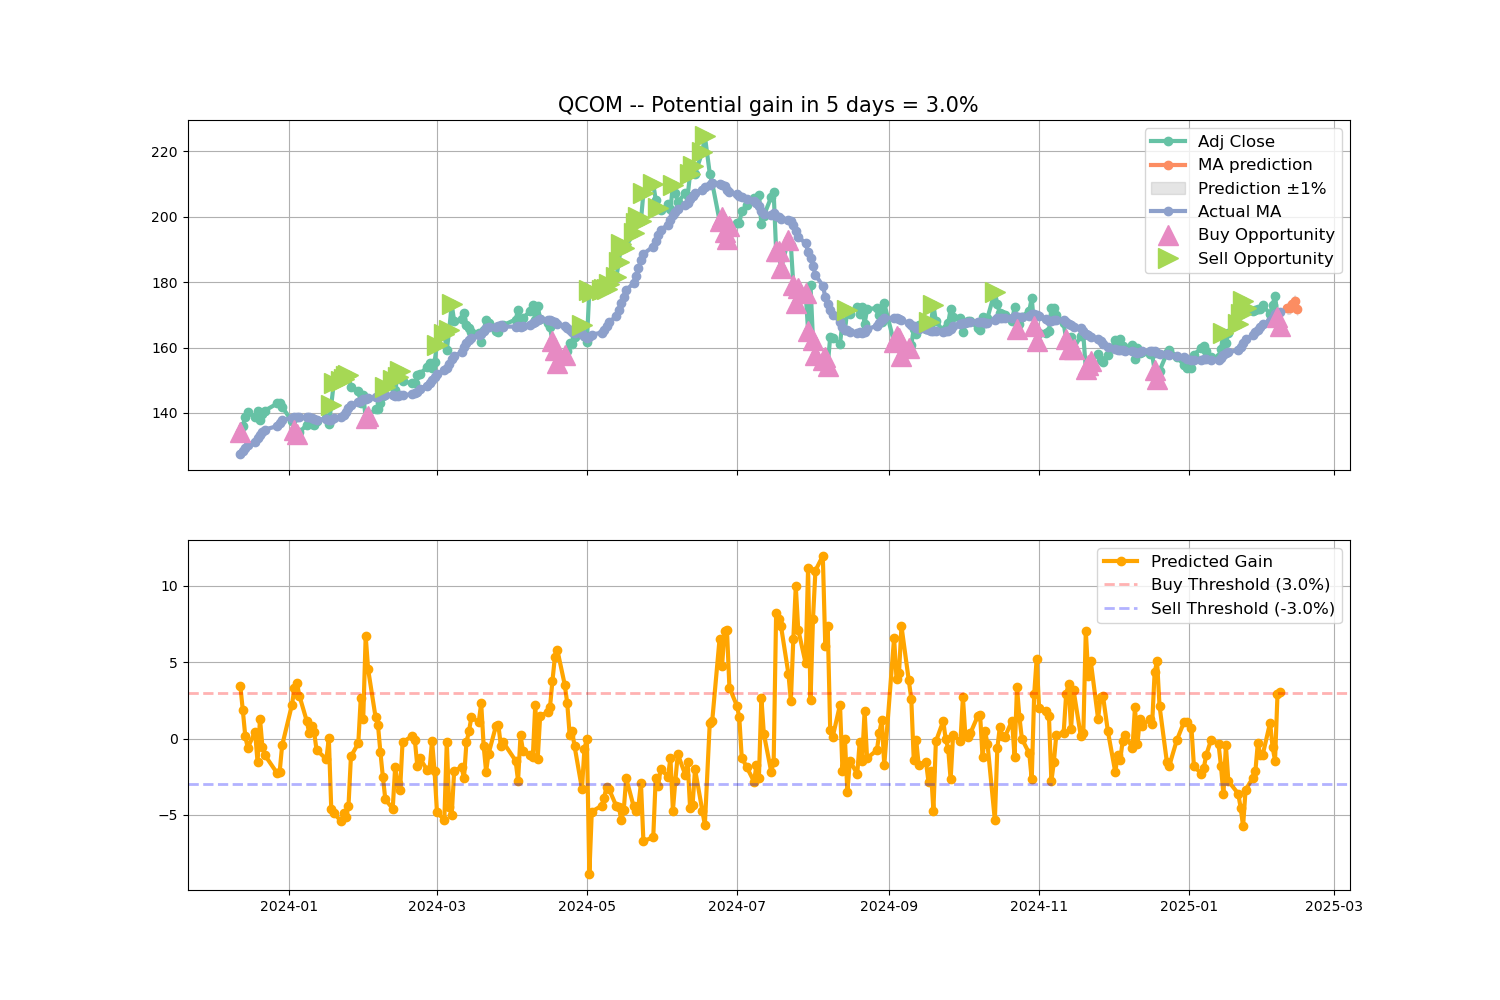 QCOM -- Potential gain in 5 days = 3.0%
220
200
180
160
140
Adj Close
MA prediction
Prediction ±1%
Actual MA
Buy Opportunity
Sell Opportunity
10
5
0
−5
Predicted Gain
Buy Threshold (3.0%)
Sell Threshold (-3.0%)
2024-01
2024-03
2024-05
2024-07
2024-09
2024-11
2025-01
2025-03